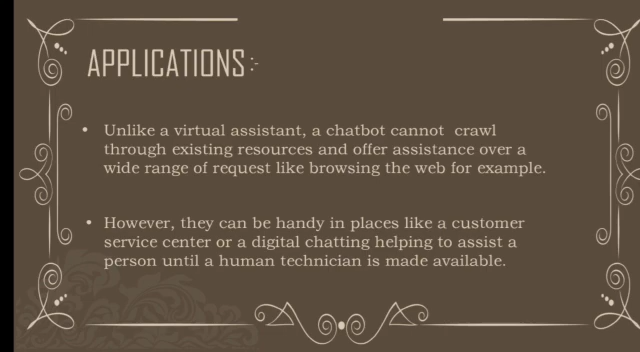 APPLICATIONS:-
• Unlike a virtual assistant, a chatbot cannot crawl
through existing resources and offer assistance over a
wide range of request like browsing the web for example.
• However, they can be handy in places like a customer
service center or a digital chatting helping to assist a
person until a human technician is made available.